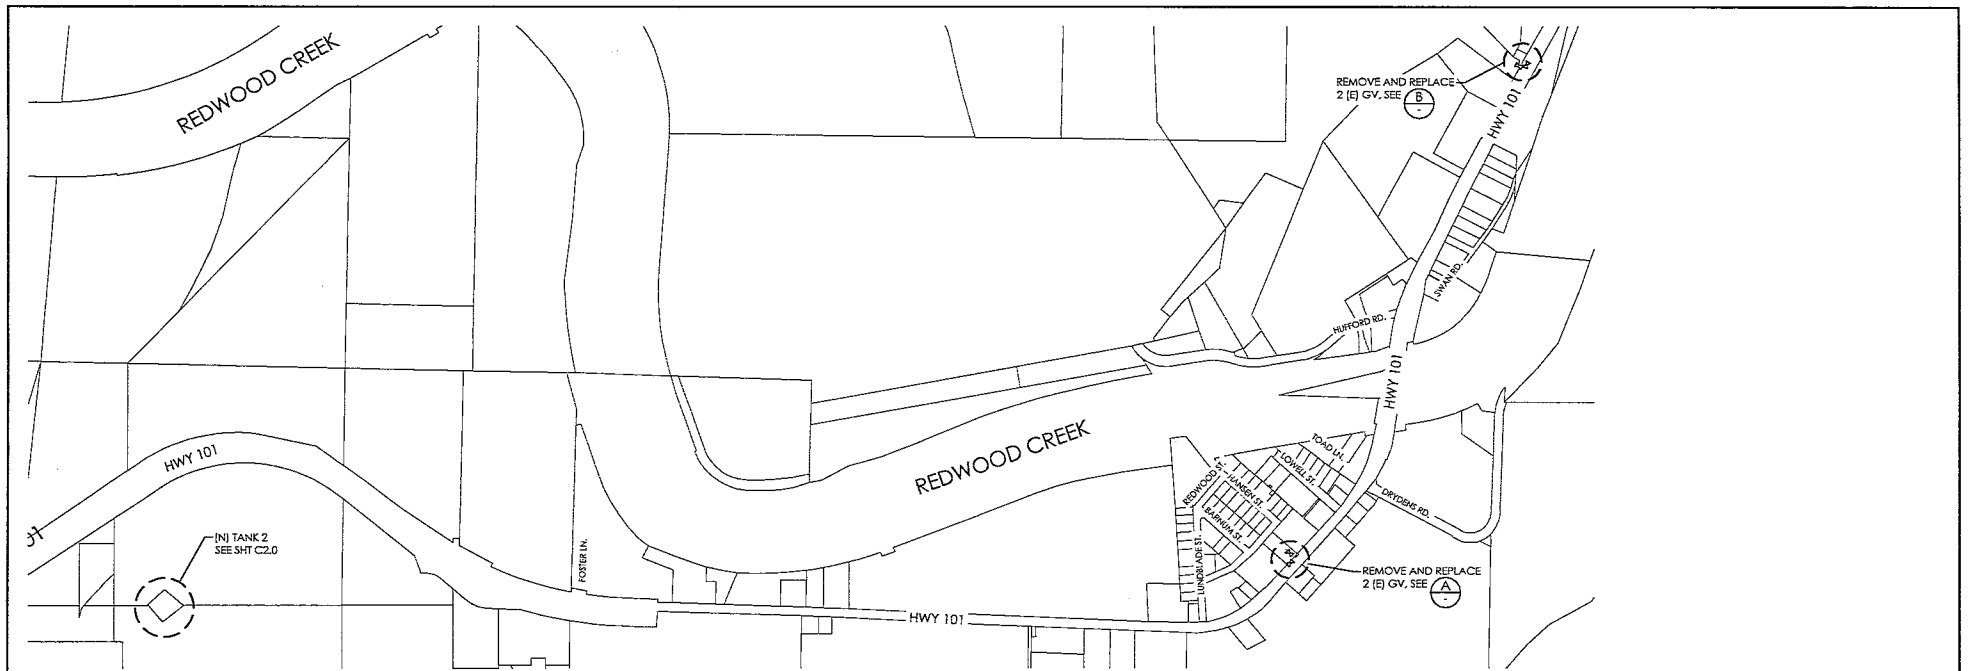 REDWOOD CREEK
REMOVE AND REPLACE
2 (E) GV, SEE
B
-
HWY 101
SWAN RD.
HUFFORD RD.
HWY 101
REDWOOD CREEK
TOAD LN.
LOWELL ST.
REDWOOD ST.
HANSEN ST.
BARNUM ST.
DRYDENS RD.
LUNDBLADE ST.
HWY 101
01
(N) TANK 2
SEE SHT C2.0
FOSTER LN.
REMOVE AND REPLACE
2 (E) GV, SEE
A
-
HWY 101